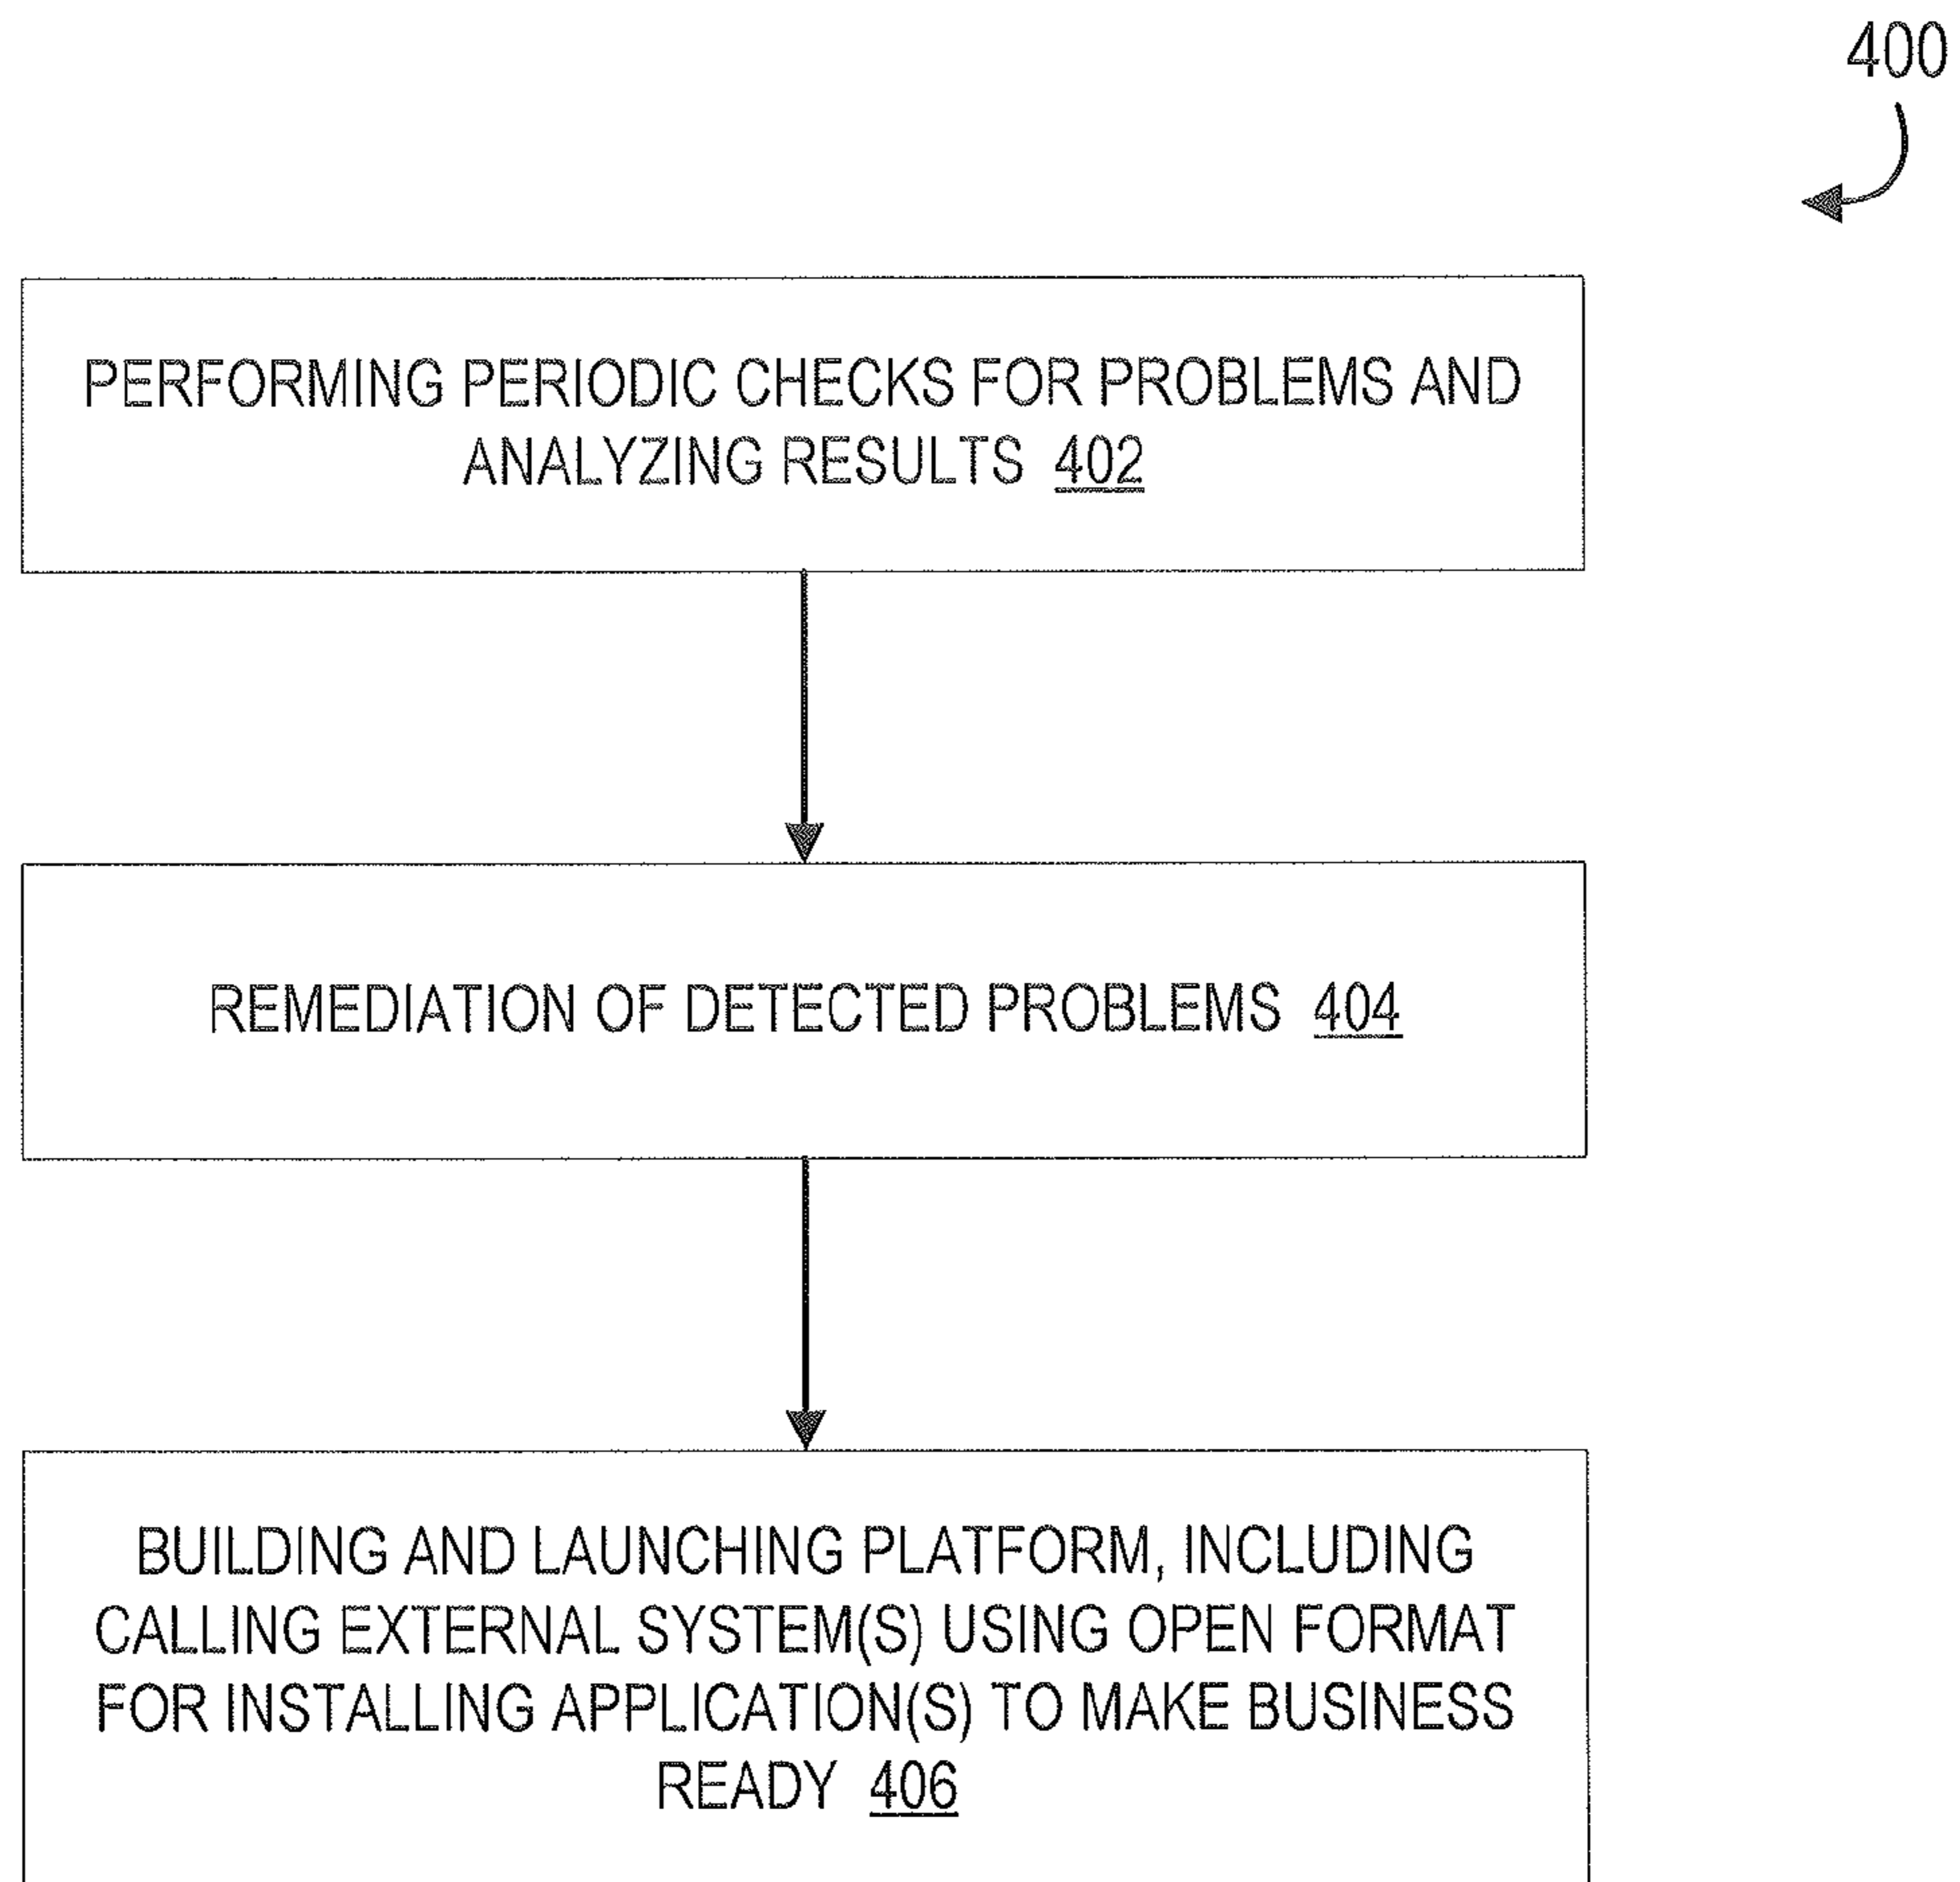 400
PERFORMING PERIODIC CHECKS FOR PROBLEMS AND
ANALYZING RESULTS 402
REMEDIATION OF DETECTED PROBLEMS 404
BUILDING AND LAUNCHING PLATFORM, INCLUDING
CALLING EXTERNAL SYSTEM(S) USING OPEN FORMAT
FOR INSTALLING APPLICATION(S) TO MAKE BUSINESS
READY 406